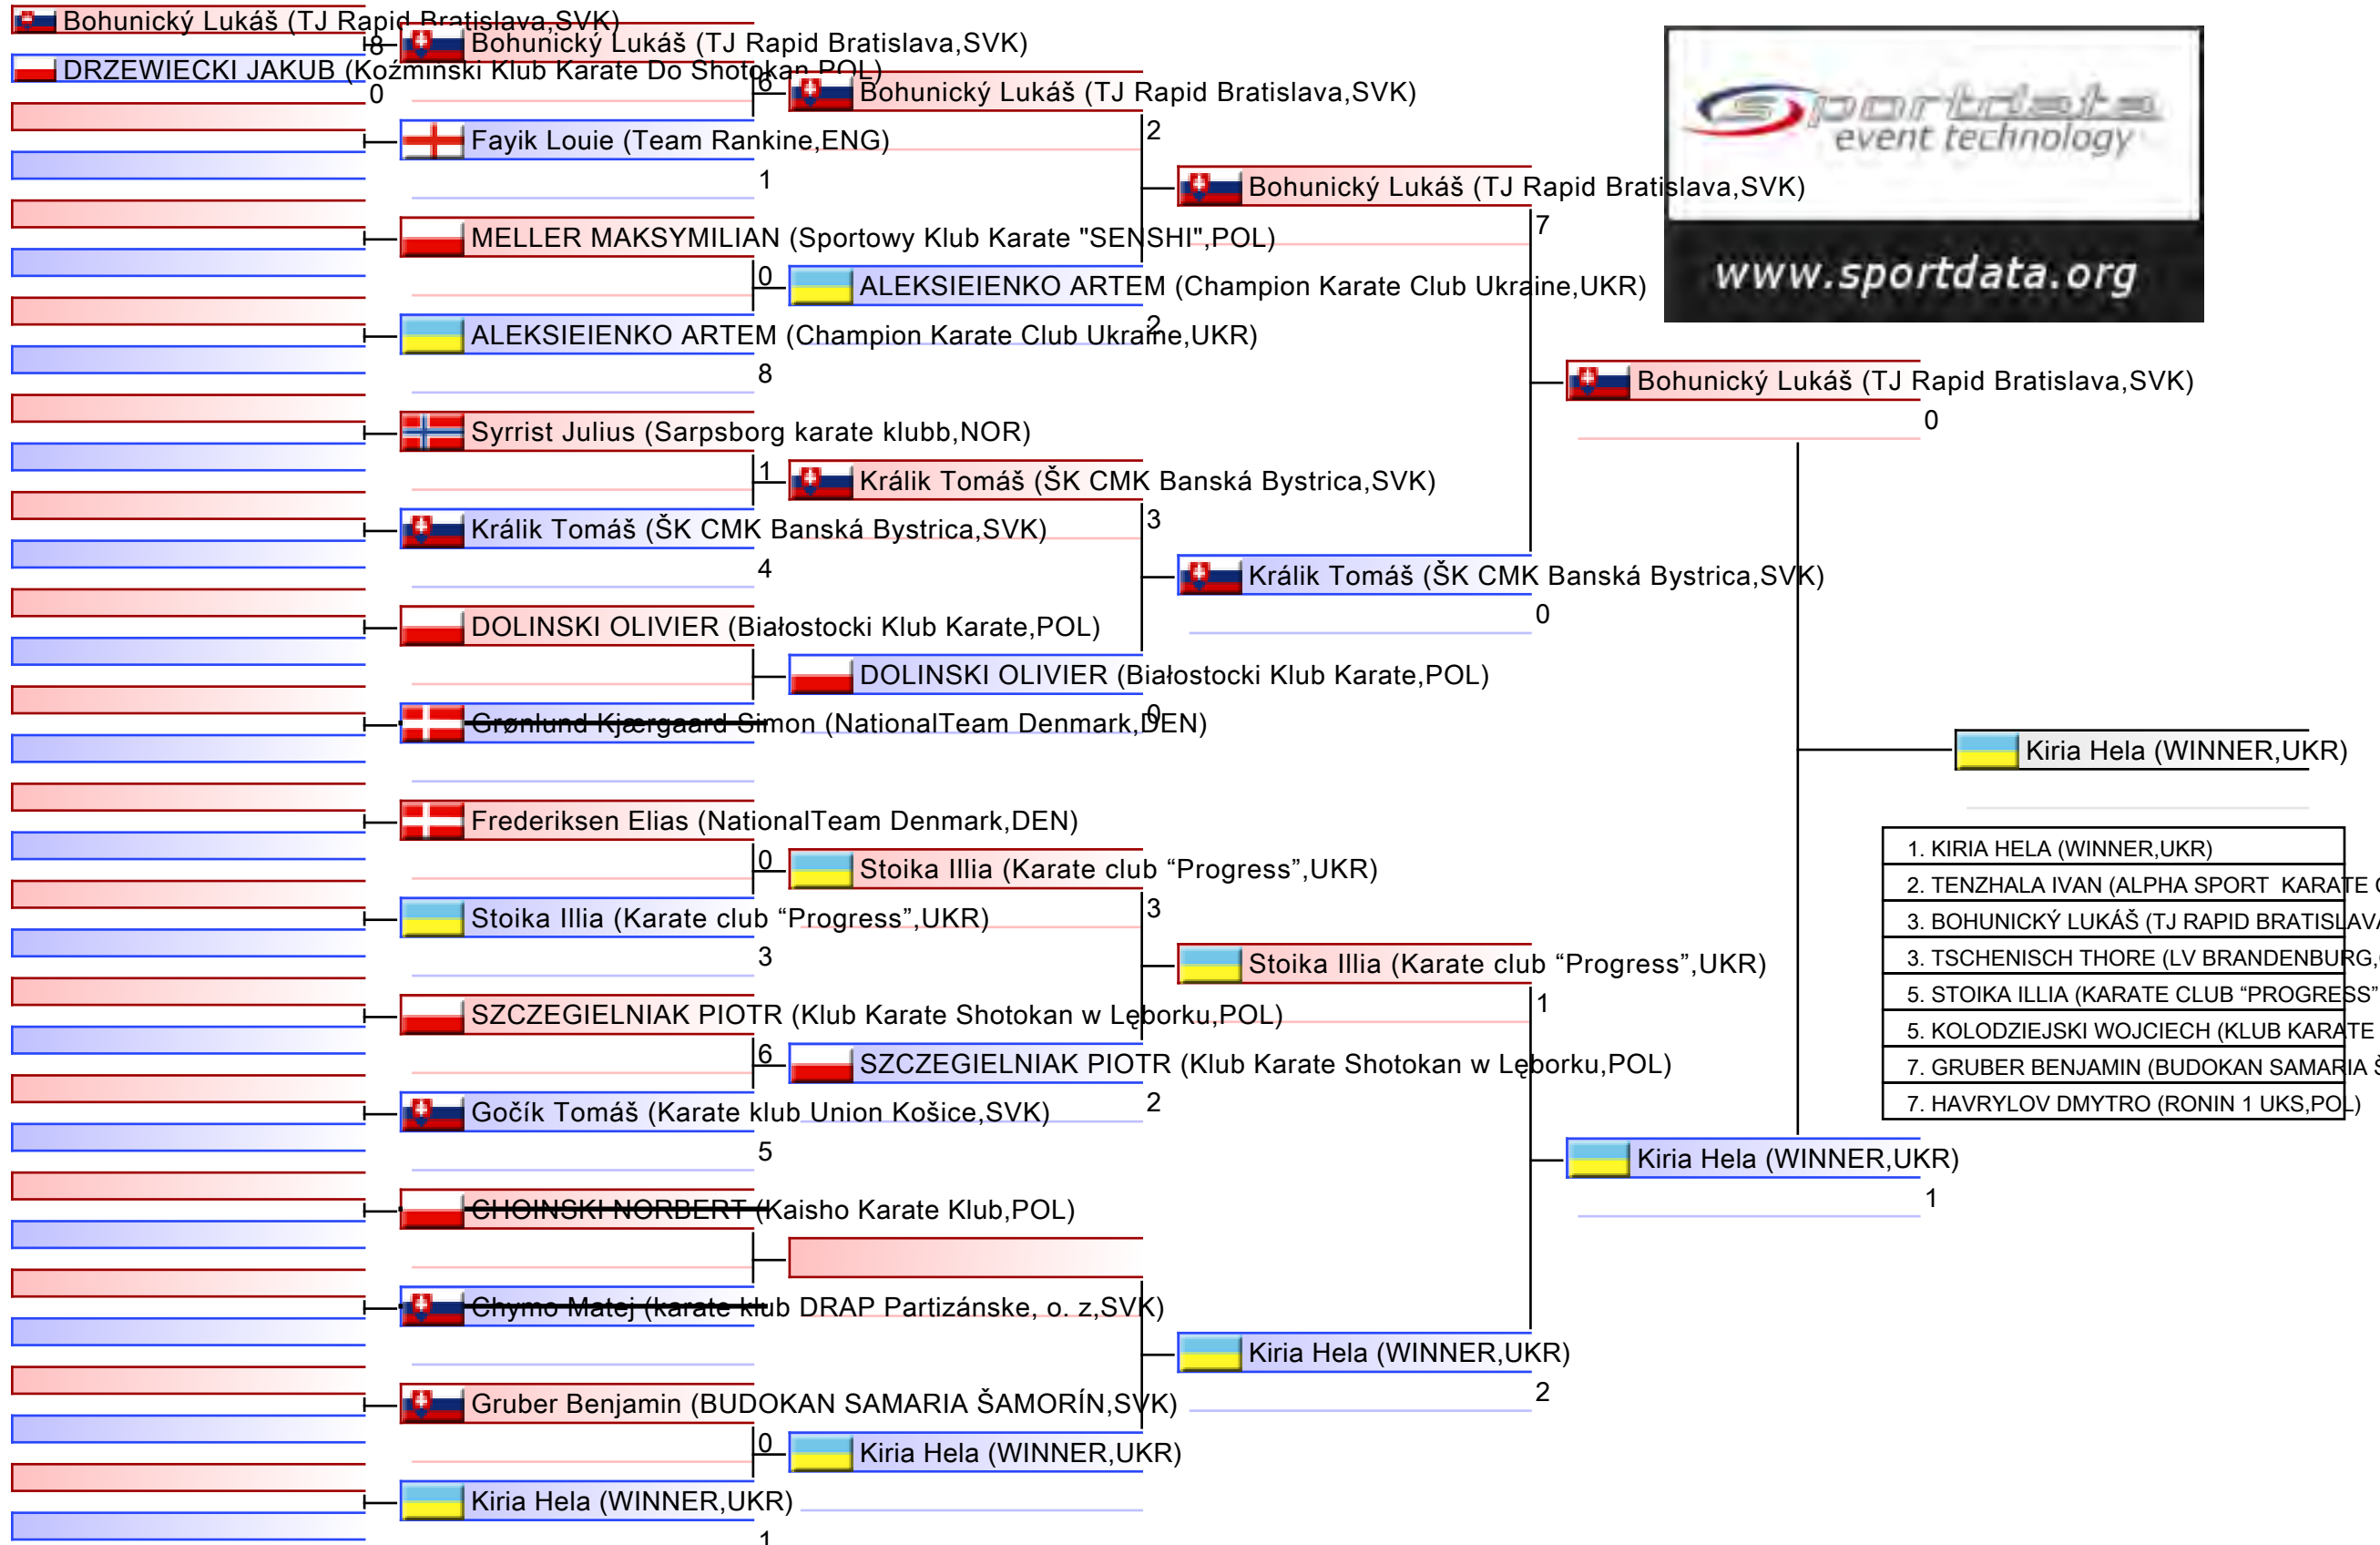 Bohunický Lukáš (TJ Rapid Bratislava,SVK)
8
DRZEWIECKI JAKUB (Koźmiński Klub Karate Do Shotokan,POL)
0
Bohunický Lukáš (TJ Rapid Bratislava,SVK)
6
Fayik Louie (Team Rankine,ENG)
1
MELLER MAKSYMILIAN (Sportowy Klub Karate "SENSHI",POL)
0
ALEKSIEIENKO ARTEM (Champion Karate Club Ukraine,UKR)
8
Syrrist Julius (Sarpsborg karate klubb,NOR)
1
Králik Tomáš (ŠK CMK Banská Bystrica,SVK)
4
DOLINSKI OLIVIER (Białostocki Klub Karate,POL)
Grønlund Kjærgaard Simon (NationalTeam Denmark,DEN)
Frederiksen Elias (NationalTeam Denmark,DEN)
0
Stoika Illia (Karate club “Progress”,UKR)
3
SZCZEGIELNIAK PIOTR (Klub Karate Shotokan w Lęborku,POL)
6
Gočík Tomáš (Karate klub Union Košice,SVK)
5
CHOINSKI NORBERT (Kaisho Karate Klub,POL)
Chymo Matej (karate klub DRAP Partizánske, o. z,SVK)
Gruber Benjamin (BUDOKAN SAMARIA ŠAMORÍN,SVK)
0
Kiria Hela (WINNER,UKR)
1
Bohunický Lukáš (TJ Rapid Bratislava,SVK)
2
ALEKSIEIENKO ARTEM (Champion Karate Club Ukraine,UKR)
2
Králik Tomáš (ŠK CMK Banská Bystrica,SVK)
3
DOLINSKI OLIVIER (Białostocki Klub Karate,POL)
0
Stoika Illia (Karate club “Progress”,UKR)
3
SZCZEGIELNIAK PIOTR (Klub Karate Shotokan w Lęborku,POL)
2
Kiria Hela (WINNER,UKR)
Bohunický Lukáš (TJ Rapid Bratislava,SVK)
7
Králik Tomáš (ŠK CMK Banská Bystrica,SVK)
0
Stoika Illia (Karate club “Progress”,UKR)
1
Kiria Hela (WINNER,UKR)
2
Bohunický Lukáš (TJ Rapid Bratislava,SVK)
0
Kiria Hela (WINNER,UKR)
1
Kiria Hela (WINNER,UKR)
sportdata
event technology
www.sportdata.org
1. KIRIA HELA (WINNER,UKR)
2. TENZHALA IVAN (ALPHA SPORT KARATE
3. BOHUNICKÝ LUKÁŠ (TJ RAPID BRATISLAVA
3. TSCHENISCH THORE (LV BRANDENBURG,
5. STOIKA ILLIA (KARATE CLUB “PROGRESS”
5. KOLODZIEJSKI WOJCIECH (KLUB KARATE
7. GRUBER BENJAMIN (BUDOKAN SAMARIA
7. HAVRYLOV DMYTRO (RONIN 1 UKS,POL)